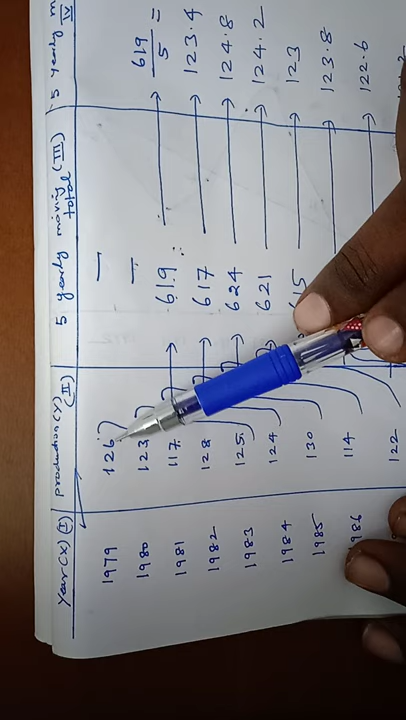 Year (X) (I) Production (Y) (II) 5 yearly moving (III) total 5 yearly m IV
1979 126 —
1980 123 —
1981 117 619 619/5 =
1982 128 617 123.4
1983 125 624 124.8
1984 124 621 124.2
1985 130 123
86 114 123.8
122 122.6